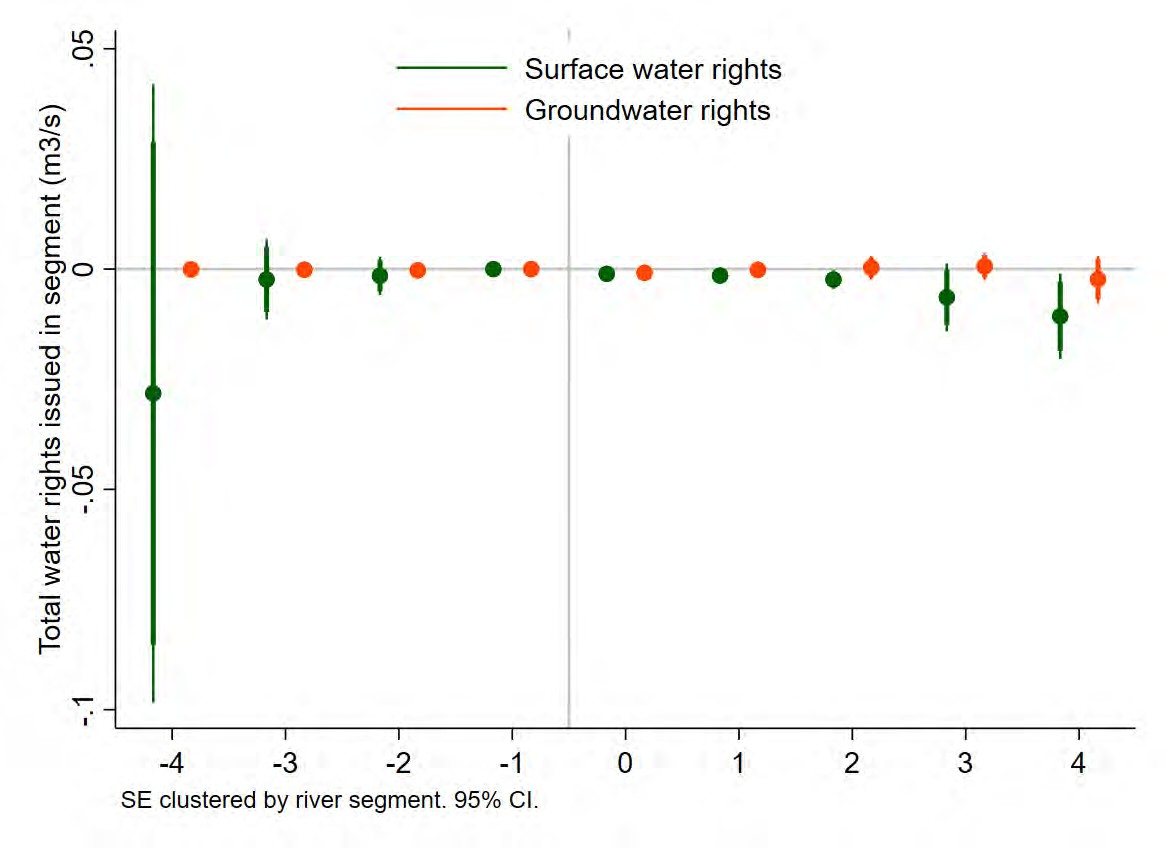 Surface water rights
Groundwater rights
Total water rights issued in segment (m3/s)
.05
0
-.05
-.1
-4 -3 -2 -1 0 1 2 3 4
SE clustered by river segment. 95% CI.